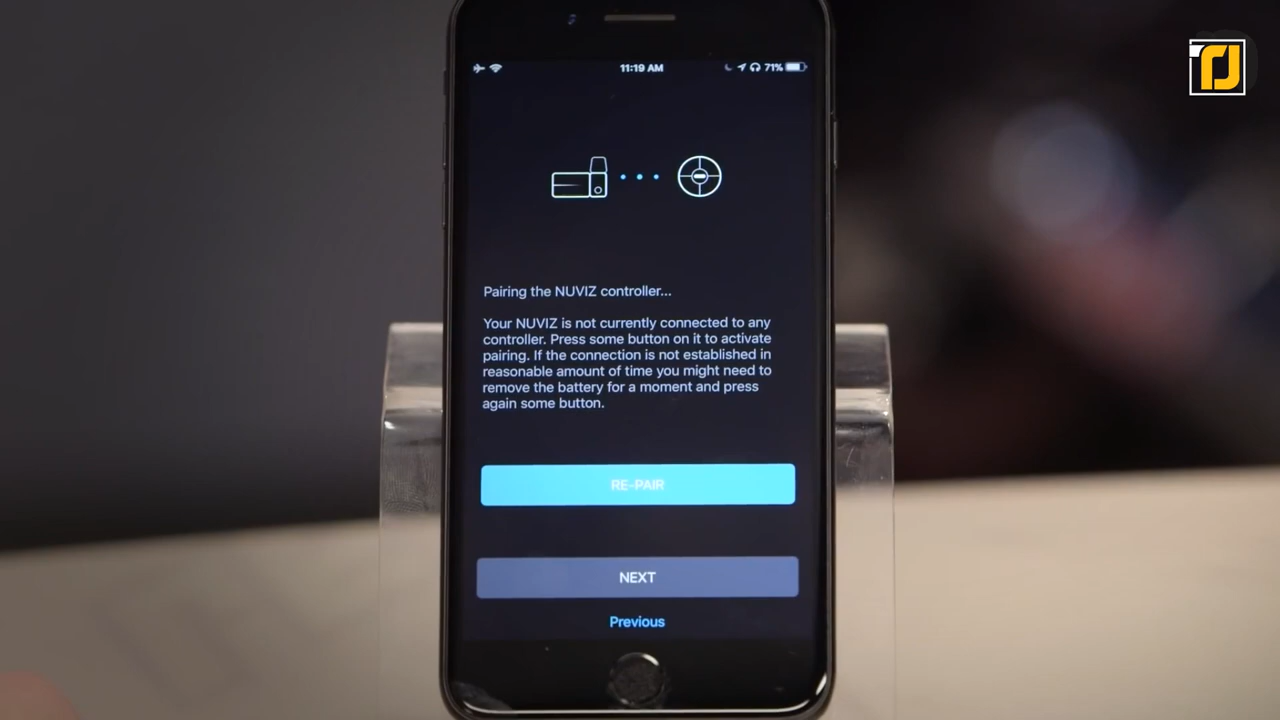 11:19 AM
71%
Pairing the NUVIZ controller...
Your NUVIZ is not currently connected to any
controller. Press some button on it to activate
pairing. If the connection is not established in
reasonable amount of time you might need to
remove the battery for a moment and press
again some button.
RE-PAIR
NEXT
Previous